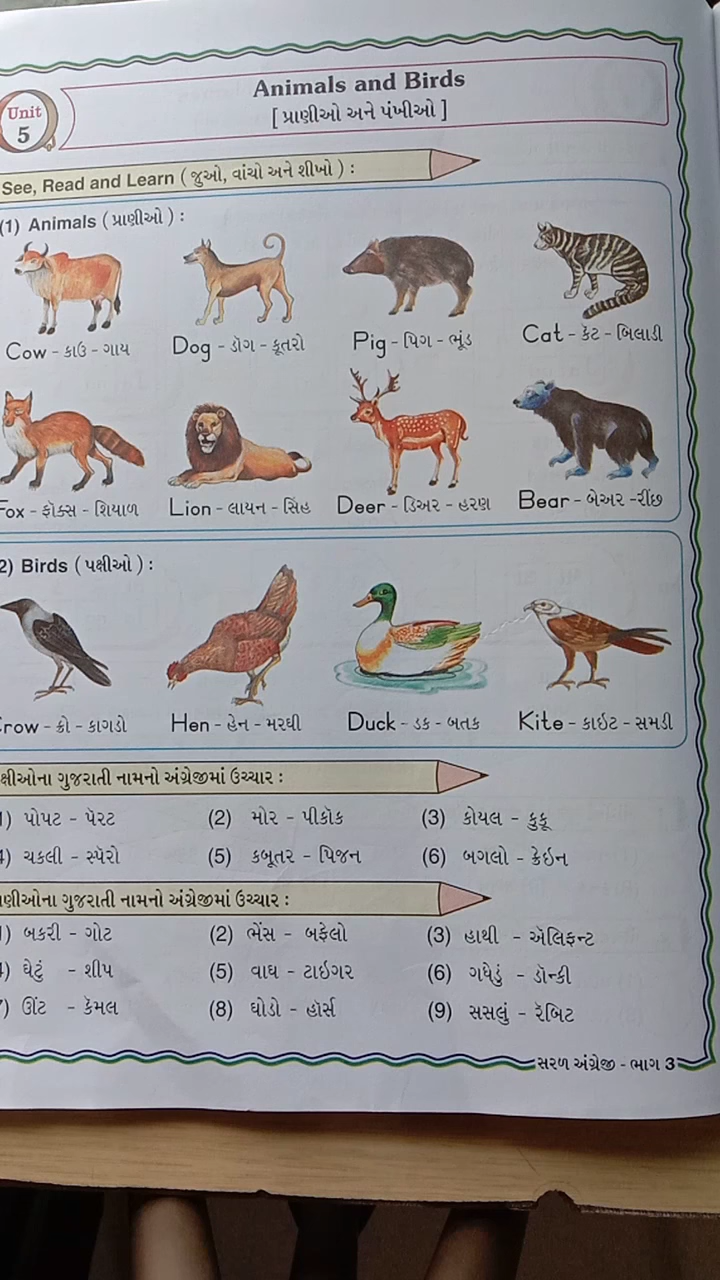 Animals and Birds
[ પ્રાણીઓ અને પંખીઓ ]
Unit
5
See, Read and Learn ( જુઓ, વાંચો અને શીખો ) :
(1) Animals ( પ્રાણીઓ ) :
Cow - કાઉ - ગાય Dog - ડૉગ - કૂતરો Pig - પિગ - ભૂંડ Cat - કૅટ - બિલાડી
Fox - ફૉક્સ - શિયાળ Lion - લાયન - સિંહ Deer - ડિઅર - હરણ Bear - બેઅર -રીંછ
2) Birds ( પક્ષીઓ ) :
row - ક્રો - કાગડો Hen - હેન - મરઘી Duck - ડક - બતક Kite - કાઇટ - સમડી
ક્ષીઓના ગુજરાતી નામનો અંગ્રેજીમાં ઉચ્ચાર :
) પોપટ - પૅરટ (2) મોર - પીકૉક (3) કોયલ - કુકૂ
) ચકલી - સ્પૅરો (5) કબૂતર - પિજન (6) બગલો - ક્રેઇન
ણીઓના ગુજરાતી નામનો અંગ્રેજીમાં ઉચ્ચાર :
) બકરી - ગોટ (2) ભેંસ - બફેલો (3) હાથી - ઍલિફન્ટ
) ઘેટું - શીપ (5) વાઘ - ટાઇગર (6) ગધેડું - ડૉન્કી
) ઊંટ - કૅમલ (8) ઘોડો - હૉર્સ (9) સસલું - રૅબિટ
સરળ અંગ્રેજી - ભાગ 3